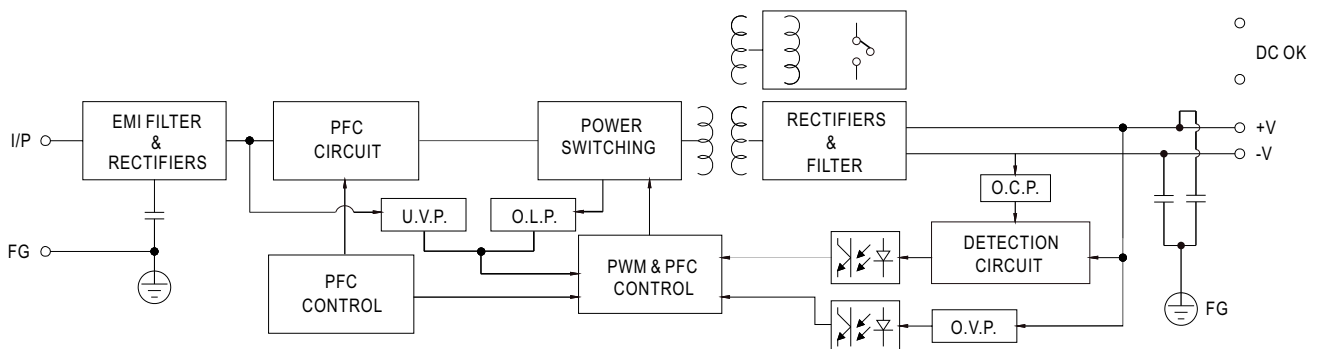 DC OK
I/P
EMI FILTER
&
RECTIFIERS
PFC
CIRCUIT
POWER
SWITCHING
RECTIFIERS
&
FILTER
+V
-V
O.C.P.
U.V.P.
O.L.P.
FG
DETECTION
CIRCUIT
PFC
CONTROL
PWM & PFC
CONTROL
O.V.P.
FG